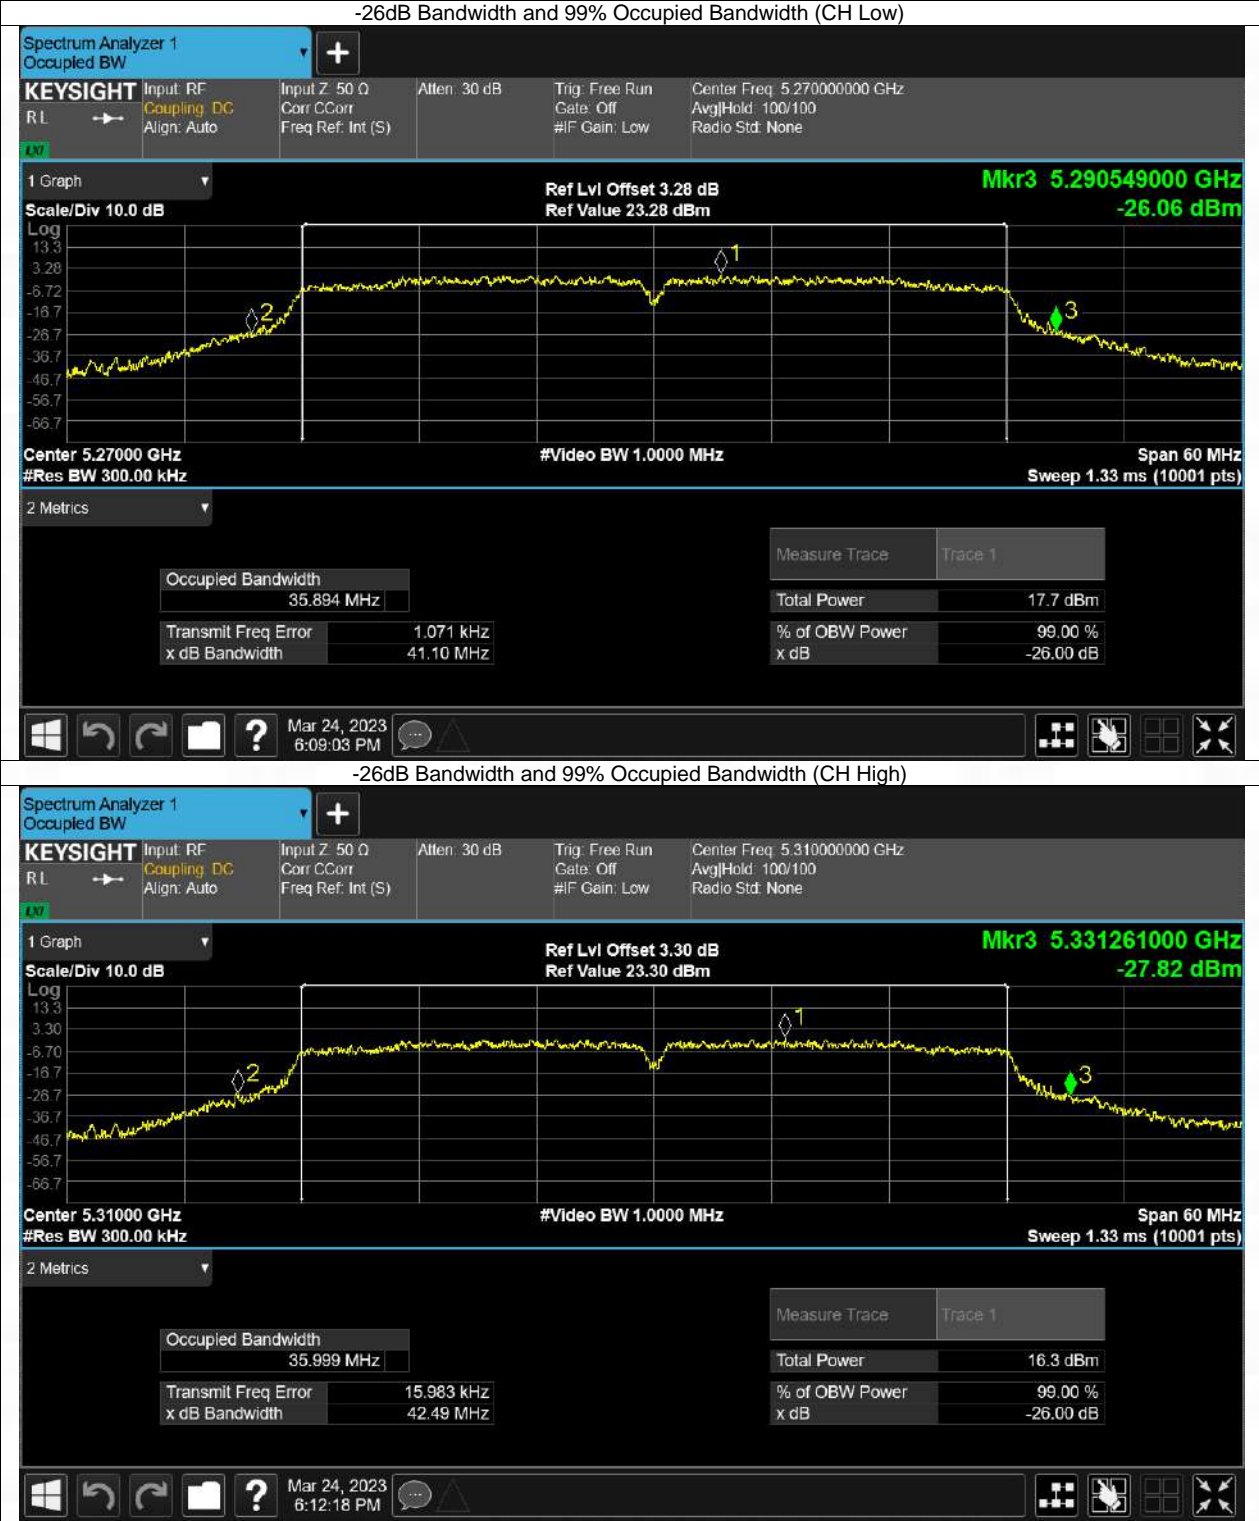 -26dB Bandwidth and 99% Occupied Bandwidth (CH Low)
Spectrum Analyzer 1
Occupied BW
KEYSIGHT
R L
LXI
Input: RF
Coupling: DC
Align: Auto
Input Z: 50 Ω
Corr CCorr
Freq Ref: Int (S)
Atten: 30 dB
Trig: Free Run
Gate: Off
#IF Gain: Low
Center Freq: 5.270000000 GHz
Avg|Hold: 100/100
Radio Std: None
1 Graph
Scale/Div 10.0 dB
Ref Lvl Offset 3.28 dB
Ref Value 23.28 dBm
Mkr3 5.290549000 GHz
-26.06 dBm
Log
13.3
3.28
-6.72
-16.7
-26.7
-36.7
-46.7
-56.7
-66.7
1
2
3
Center 5.27000 GHz
#Res BW 300.00 kHz
#Video BW 1.0000 MHz
Span 60 MHz
Sweep 1.33 ms (10001 pts)
2 Metrics
Measure Trace Trace 1
Occupied Bandwidth
35.894 MHz
Total Power 17.7 dBm
Transmit Freq Error 1.071 kHz
% of OBW Power 99.00 %
x dB Bandwidth 41.10 MHz
x dB -26.00 dB
?
Mar 24, 2023
6:09:03 PM
-26dB Bandwidth and 99% Occupied Bandwidth (CH High)
Spectrum Analyzer 1
Occupied BW
KEYSIGHT
R L
LXI
Input: RF
Coupling: DC
Align: Auto
Input Z: 50 Ω
Corr CCorr
Freq Ref: Int (S)
Atten: 30 dB
Trig: Free Run
Gate: Off
#IF Gain: Low
Center Freq: 5.310000000 GHz
Avg|Hold: 100/100
Radio Std: None
1 Graph
Scale/Div 10.0 dB
Ref Lvl Offset 3.30 dB
Ref Value 23.30 dBm
Mkr3 5.331261000 GHz
-27.82 dBm
Log
13.3
3.30
-6.70
-16.7
-26.7
-36.7
-46.7
-56.7
-66.7
1
2
3
Center 5.31000 GHz
#Res BW 300.00 kHz
#Video BW 1.0000 MHz
Span 60 MHz
Sweep 1.33 ms (10001 pts)
2 Metrics
Measure Trace Trace 1
Occupied Bandwidth
35.999 MHz
Total Power 16.3 dBm
Transmit Freq Error 15.983 kHz
% of OBW Power 99.00 %
x dB Bandwidth 42.49 MHz
x dB -26.00 dB
?
Mar 24, 2023
6:12:18 PM